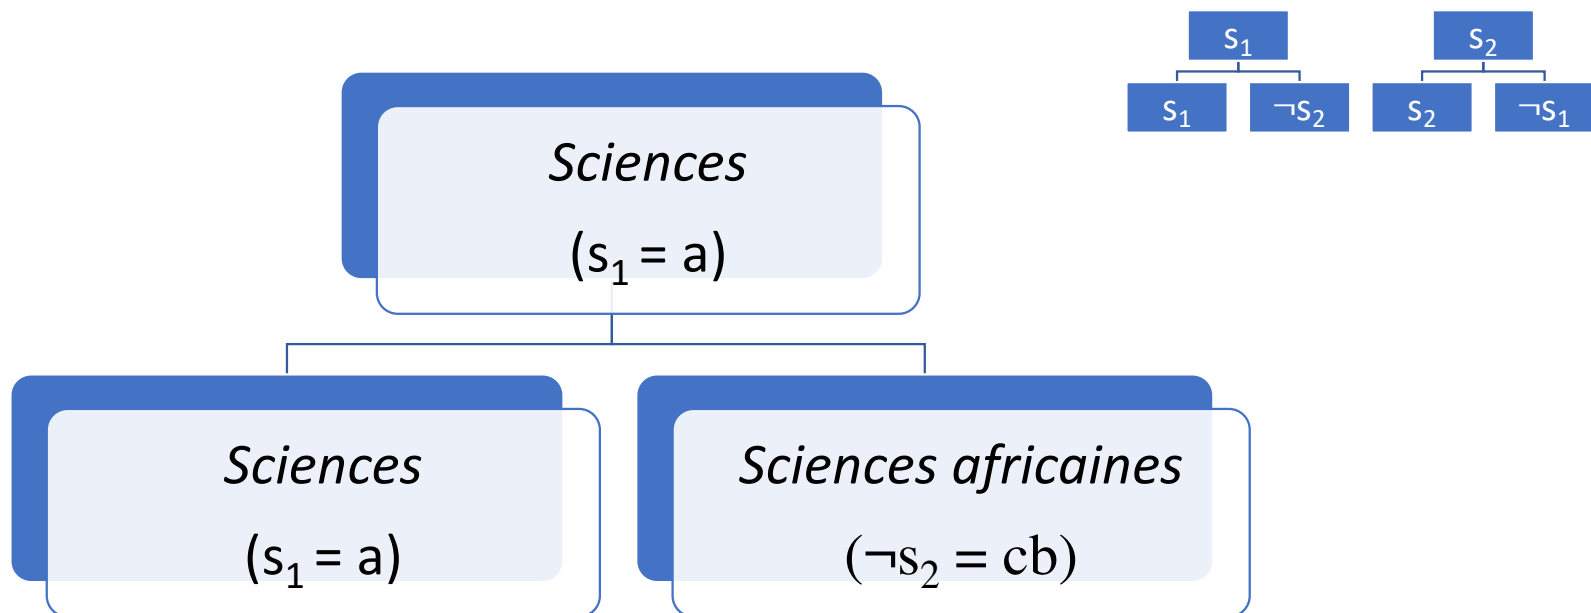 s₁ s₂
s₁ ¬s₂ s₂ ¬s₁
Sciences
(s₁ = a)
Sciences
(s₁ = a)
Sciences africaines
(¬s₂ = cb)